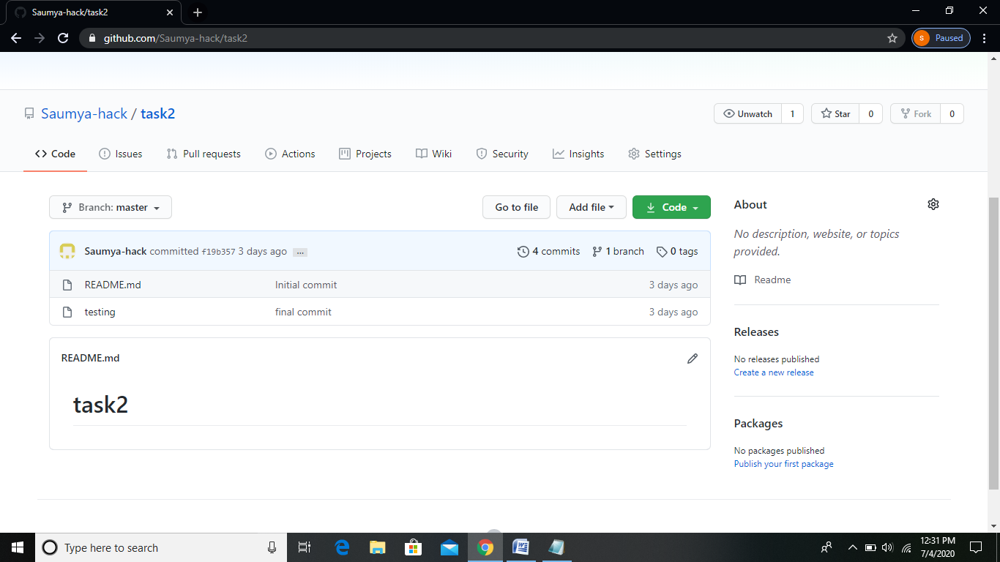 Saumya-hack/task2
github.com/Saumya-hack/task2
S Paused
Saumya-hack / task2
Unwatch 1 Star 0 Fork 0
Code Issues Pull requests Actions Projects Wiki Security Insights Settings
Branch: master Go to file Add file Code
Saumya-hack committed f19b357 3 days ago ... 4 commits 1 branch 0 tags
README.md Initial commit 3 days ago
testing final commit 3 days ago
README.md
task2
About
No description, website, or topics
provided.
Readme
Releases
No releases published
Create a new release
Packages
No packages published
Publish your first package
Type here to search
12:31 PM
7/4/2020